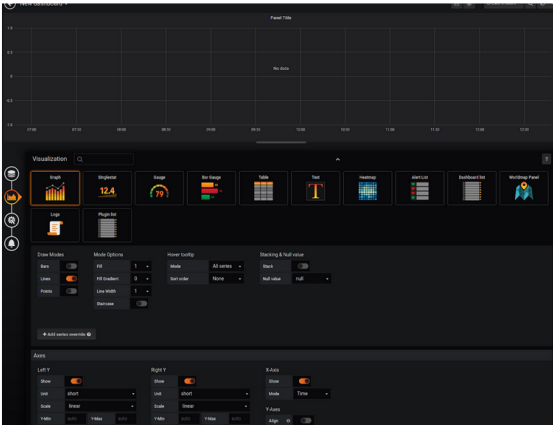 New dashboard
Panel Title
1.0
0.5
0
No data
0.5
1.0
07:00 07:30 08:00 08:30 09:00 09:30 10:00 10:30 11:00 11:30 12:00 12:30
Visualization
?
Graph Singlestat Gauge Bar Gauge Table Text Heatmap Alert List Dashboard list Worldmap Panel
12.4 79
Logs Plugin list
Draw Modes Mode Options Hover tooltip Stacking & Null value
Bars Fill 1 Mode All series Stack
Lines Fill Gradient 0 Sort order None Null value null
Points Line Width 1
Staircase
+ Add series override
Axes
Left Y Right Y X-Axis
Show Show Show
Unit short Unit short Mode Time
Scale linear Scale linear Y-Axes
Y-Min auto Y-Max auto Y-Min auto Y-Max auto Align